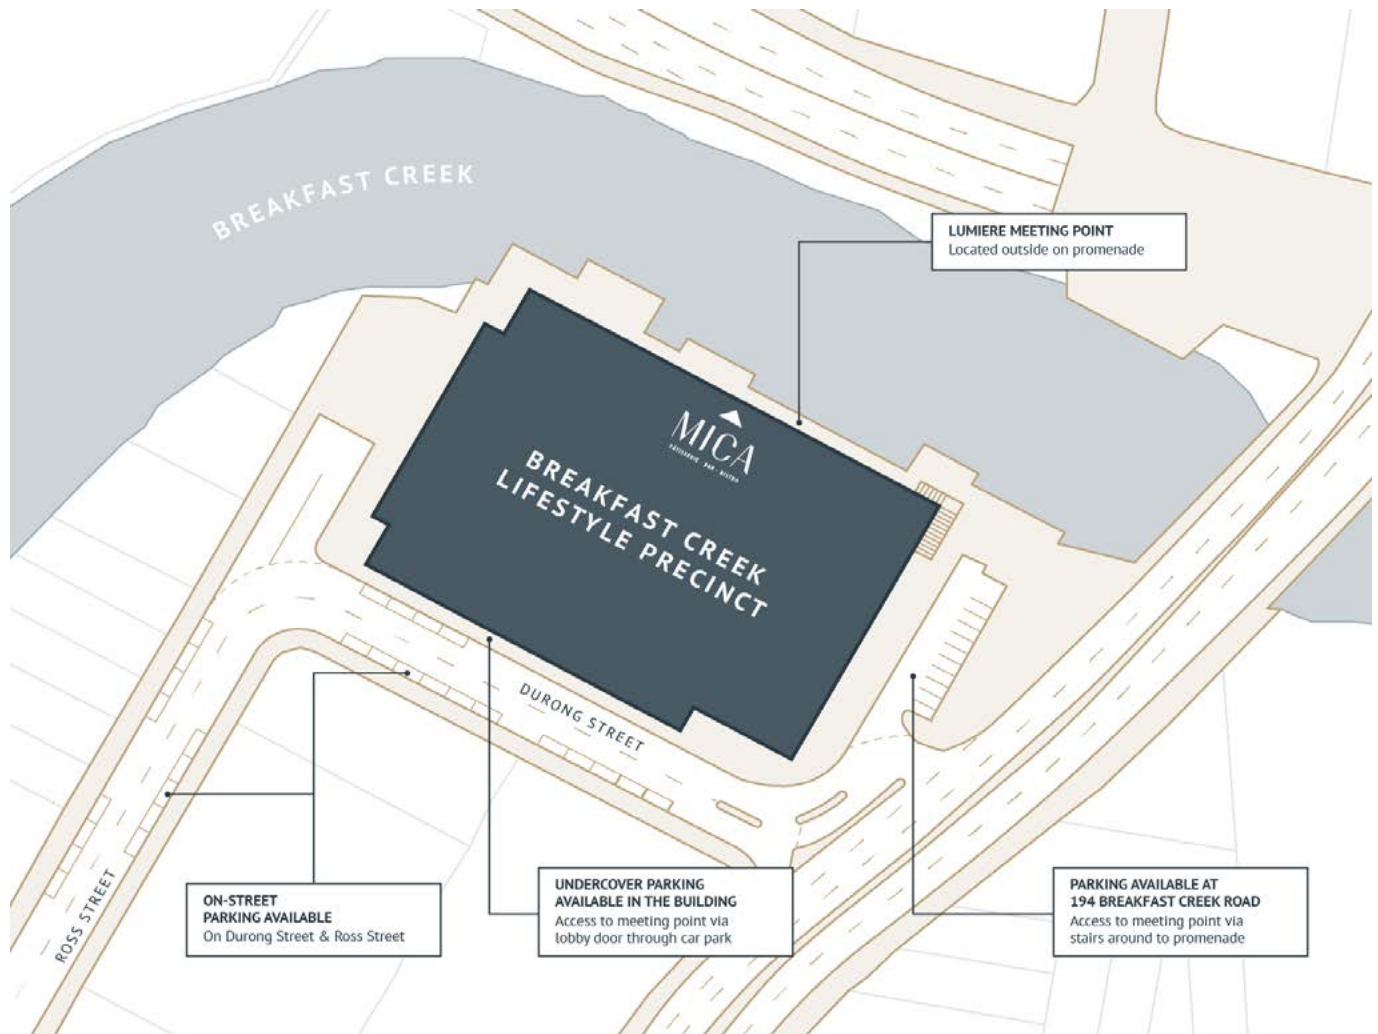 BREAKFAST CREEK
LUMIERE MEETING POINT
Located outside on promenade
MICA
PATISSERIE · BAR · BISTRO
BREAKFAST CREEK
LIFESTYLE PRECINCT
DURONG STREET
ROSS STREET
ON-STREET
PARKING AVAILABLE
On Durong Street & Ross Street
UNDERCOVER PARKING
AVAILABLE IN THE BUILDING
Access to meeting point via
lobby door through car park
PARKING AVAILABLE AT
194 BREAKFAST CREEK ROAD
Access to meeting point via
stairs around to promenade